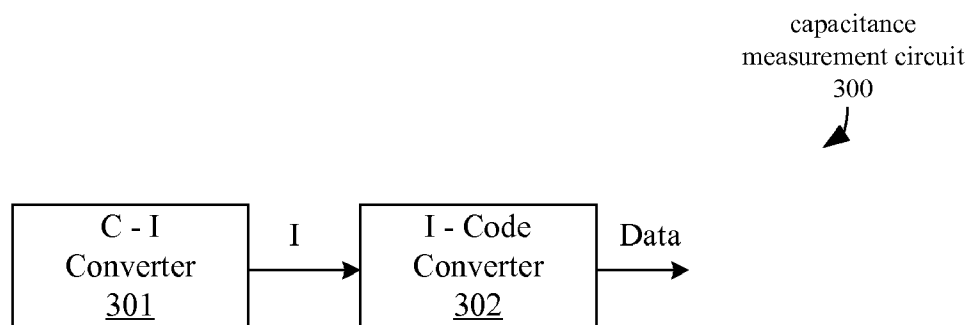 capacitance
measurement circuit
300
C - I
Converter
301
I
I - Code
Converter
302
Data